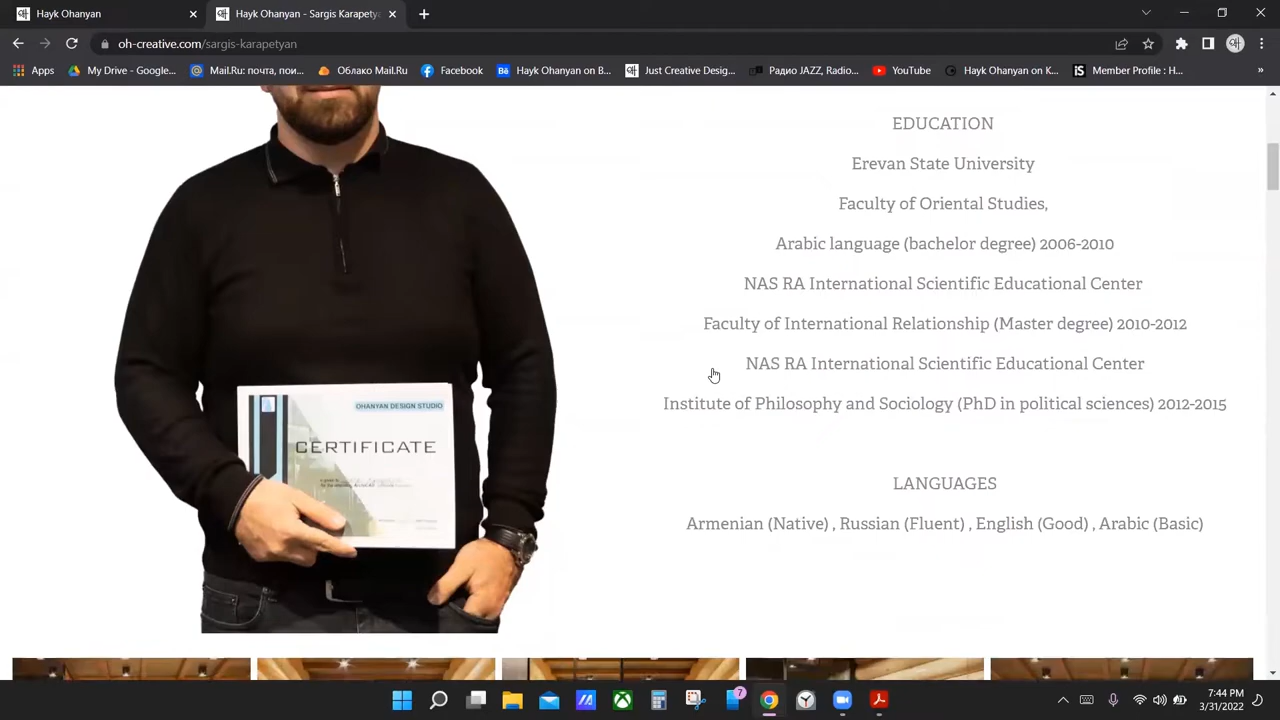 Hayk Ohanyan
Hayk Ohanyan - Sargis Karapety
oh-creative.com/sargis-karapetyan
Apps
My Drive - Google...
Mail.Ru: почта, пои...
Облако Mail.Ru
Facebook
Hayk Ohanyan on B...
Just Creative Desig...
Радио JAZZ, Radio...
YouTube
Hayk Ohanyan on K...
Member Profile : H...
EDUCATION
Erevan State University
Faculty of Oriental Studies,
Arabic language (bachelor degree) 2006-2010
NAS RA International Scientific Educational Center
Faculty of International Relationship (Master degree) 2010-2012
NAS RA International Scientific Educational Center
Institute of Philosophy and Sociology (PhD in political sciences) 2012-2015
OHANYAN DESIGN STUDIO
CERTIFICATE
LANGUAGES
Armenian (Native) , Russian (Fluent) , English (Good) , Arabic (Basic)
7
7:44 PM
3/31/2022